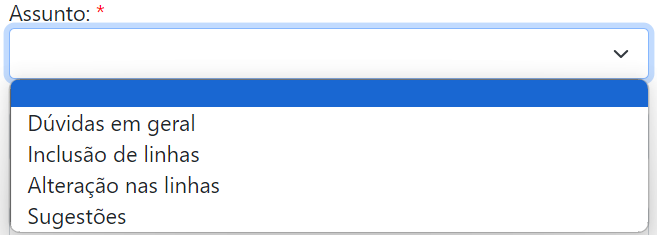 Assunto: *
Dúvidas em geral
Inclusão de linhas
Alteração nas linhas
Sugestões